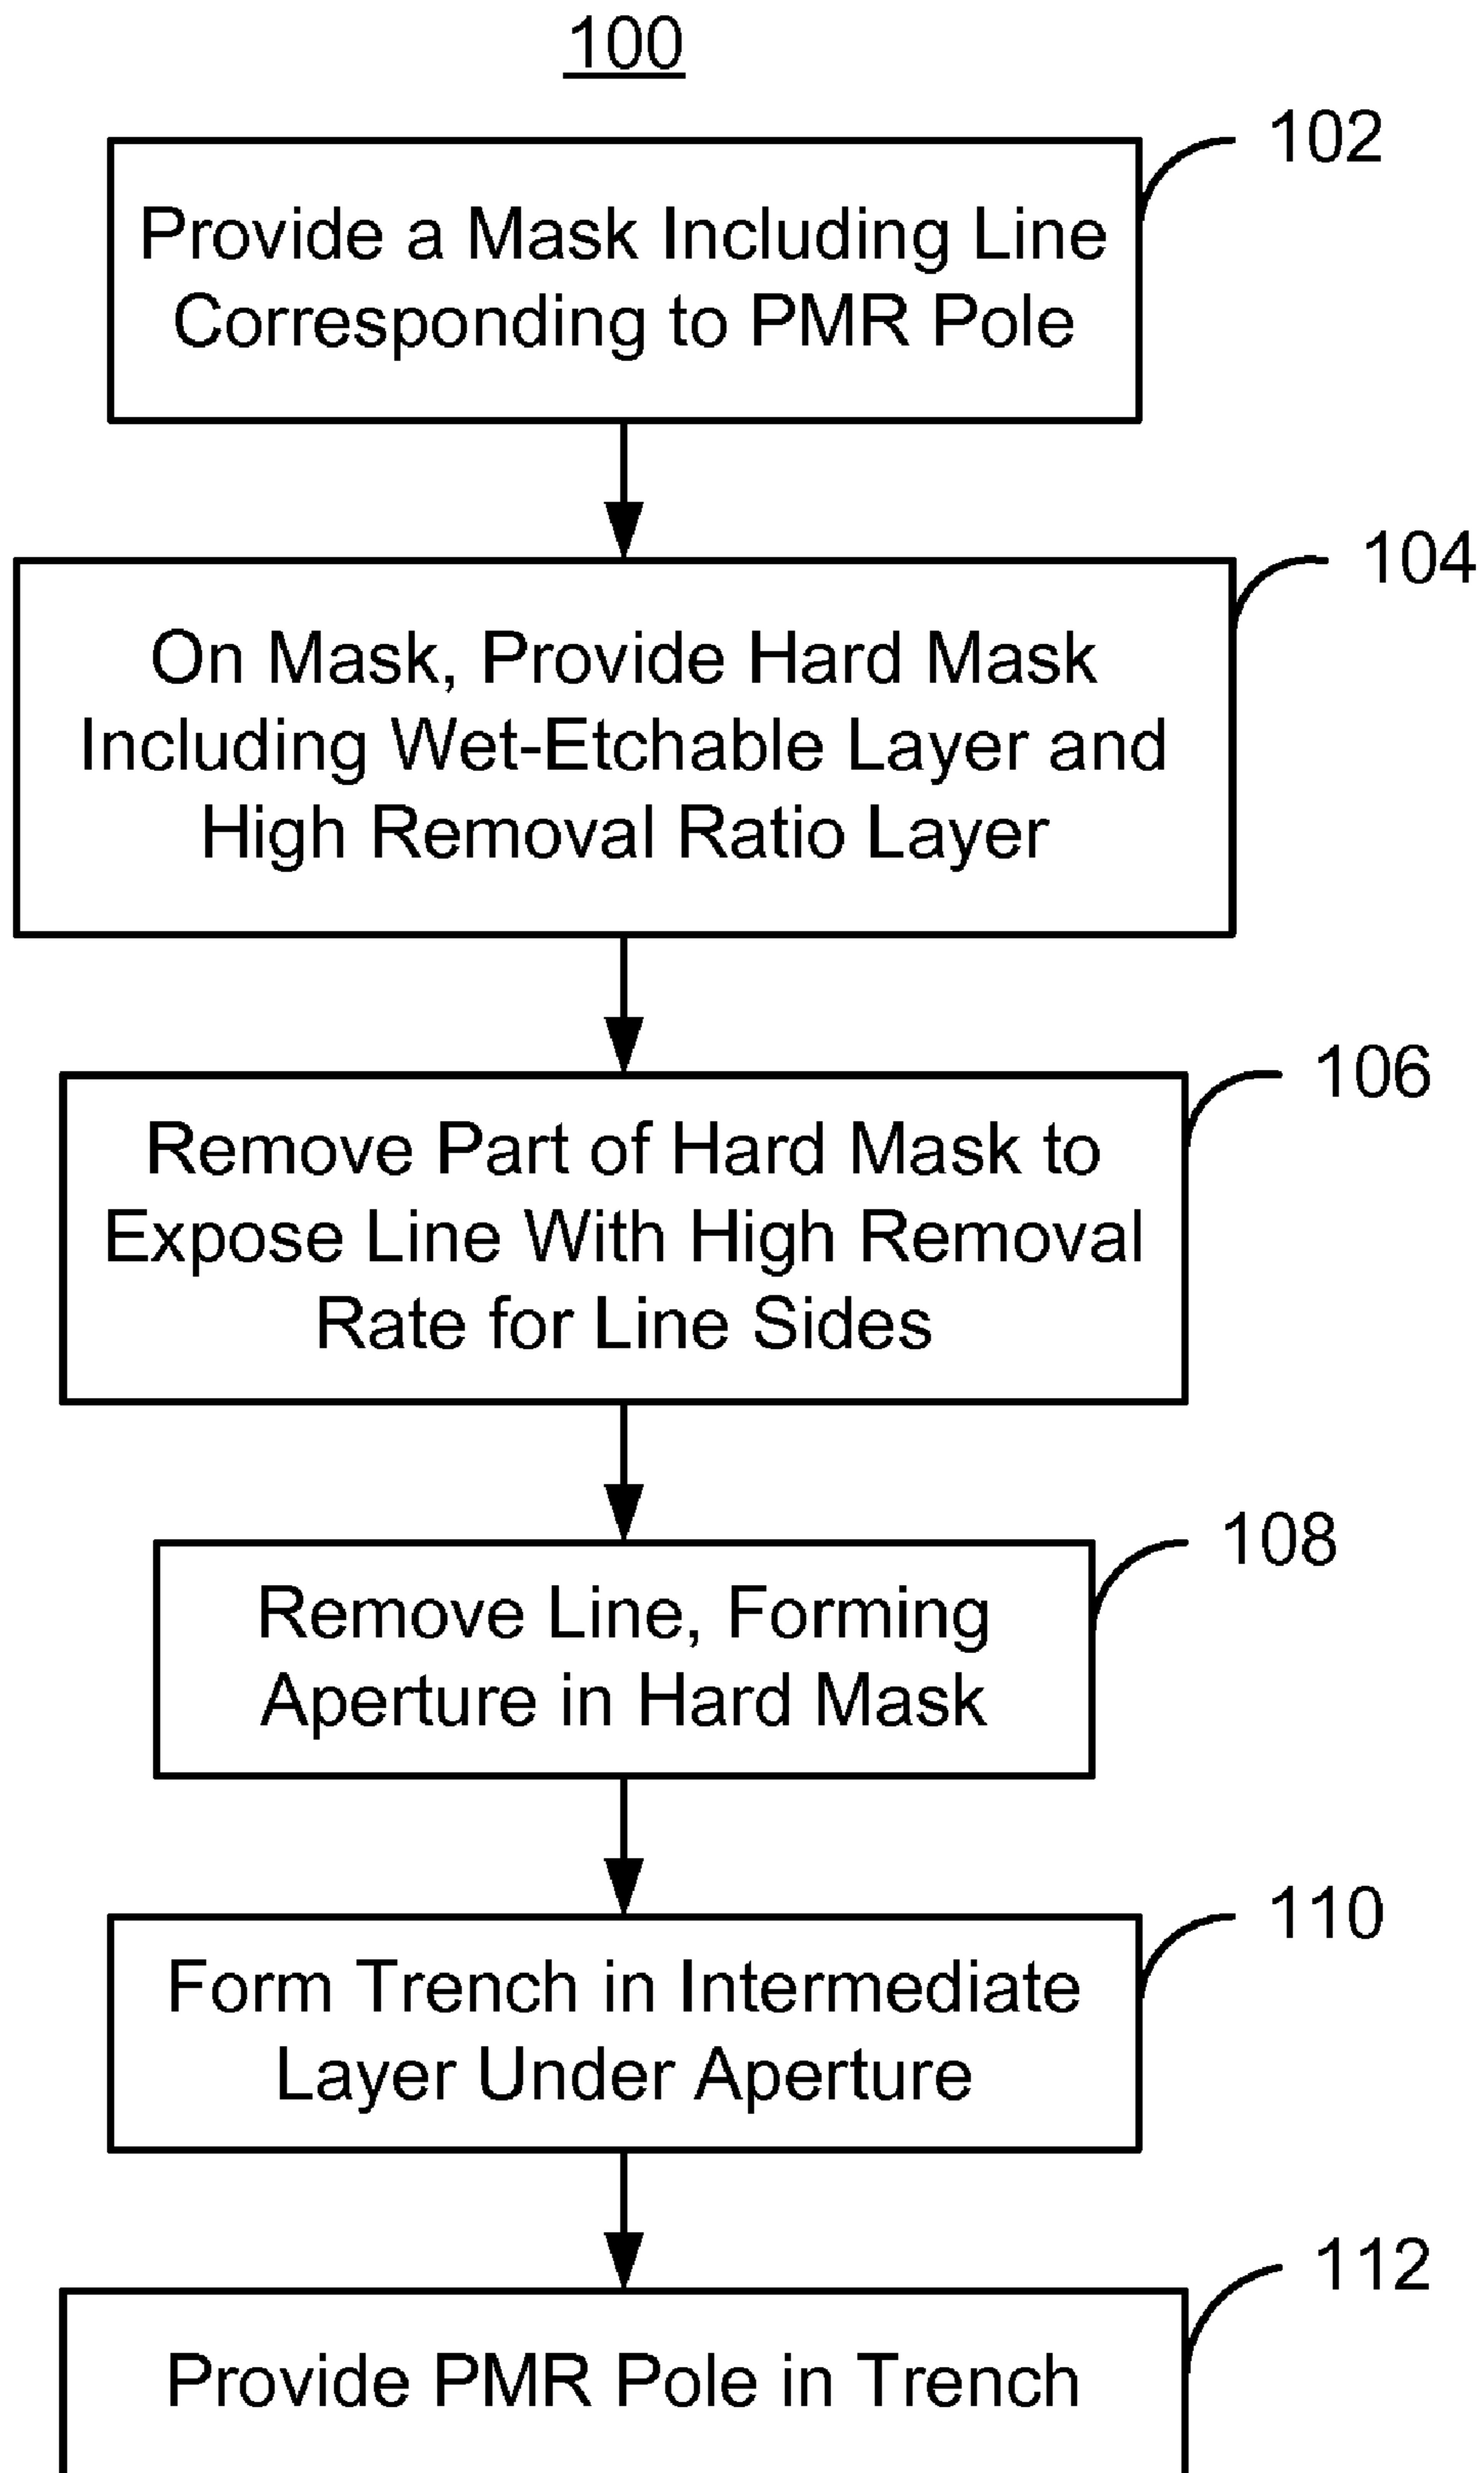 100
102
Provide a Mask Including Line
Corresponding to PMR Pole
104
On Mask, Provide Hard Mask
Including Wet-Etchable Layer and
High Removal Ratio Layer
106
Remove Part of Hard Mask to
Expose Line With High Removal
Rate for Line Sides
108
Remove Line, Forming
Aperture in Hard Mask
110
Form Trench in Intermediate
Layer Under Aperture
112
Provide PMR Pole in Trench